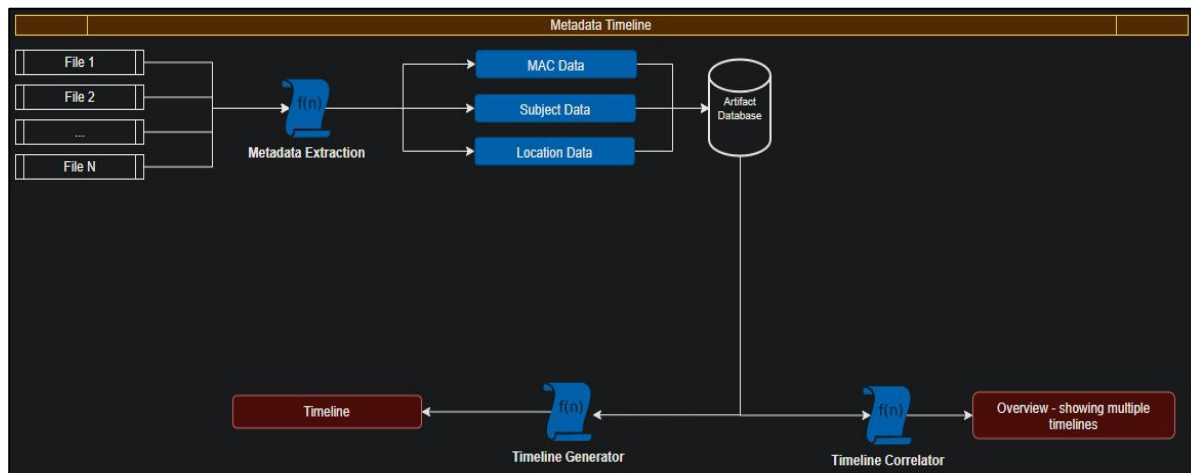 Metadata Timeline
File 1
File 2
...
File N
f(n)
Metadata Extraction
MAC Data
Subject Data
Location Data
Artifact
Database
Timeline
f(n)
Timeline Generator
f(n)
Timeline Correlator
Overview - showing multiple
timelines